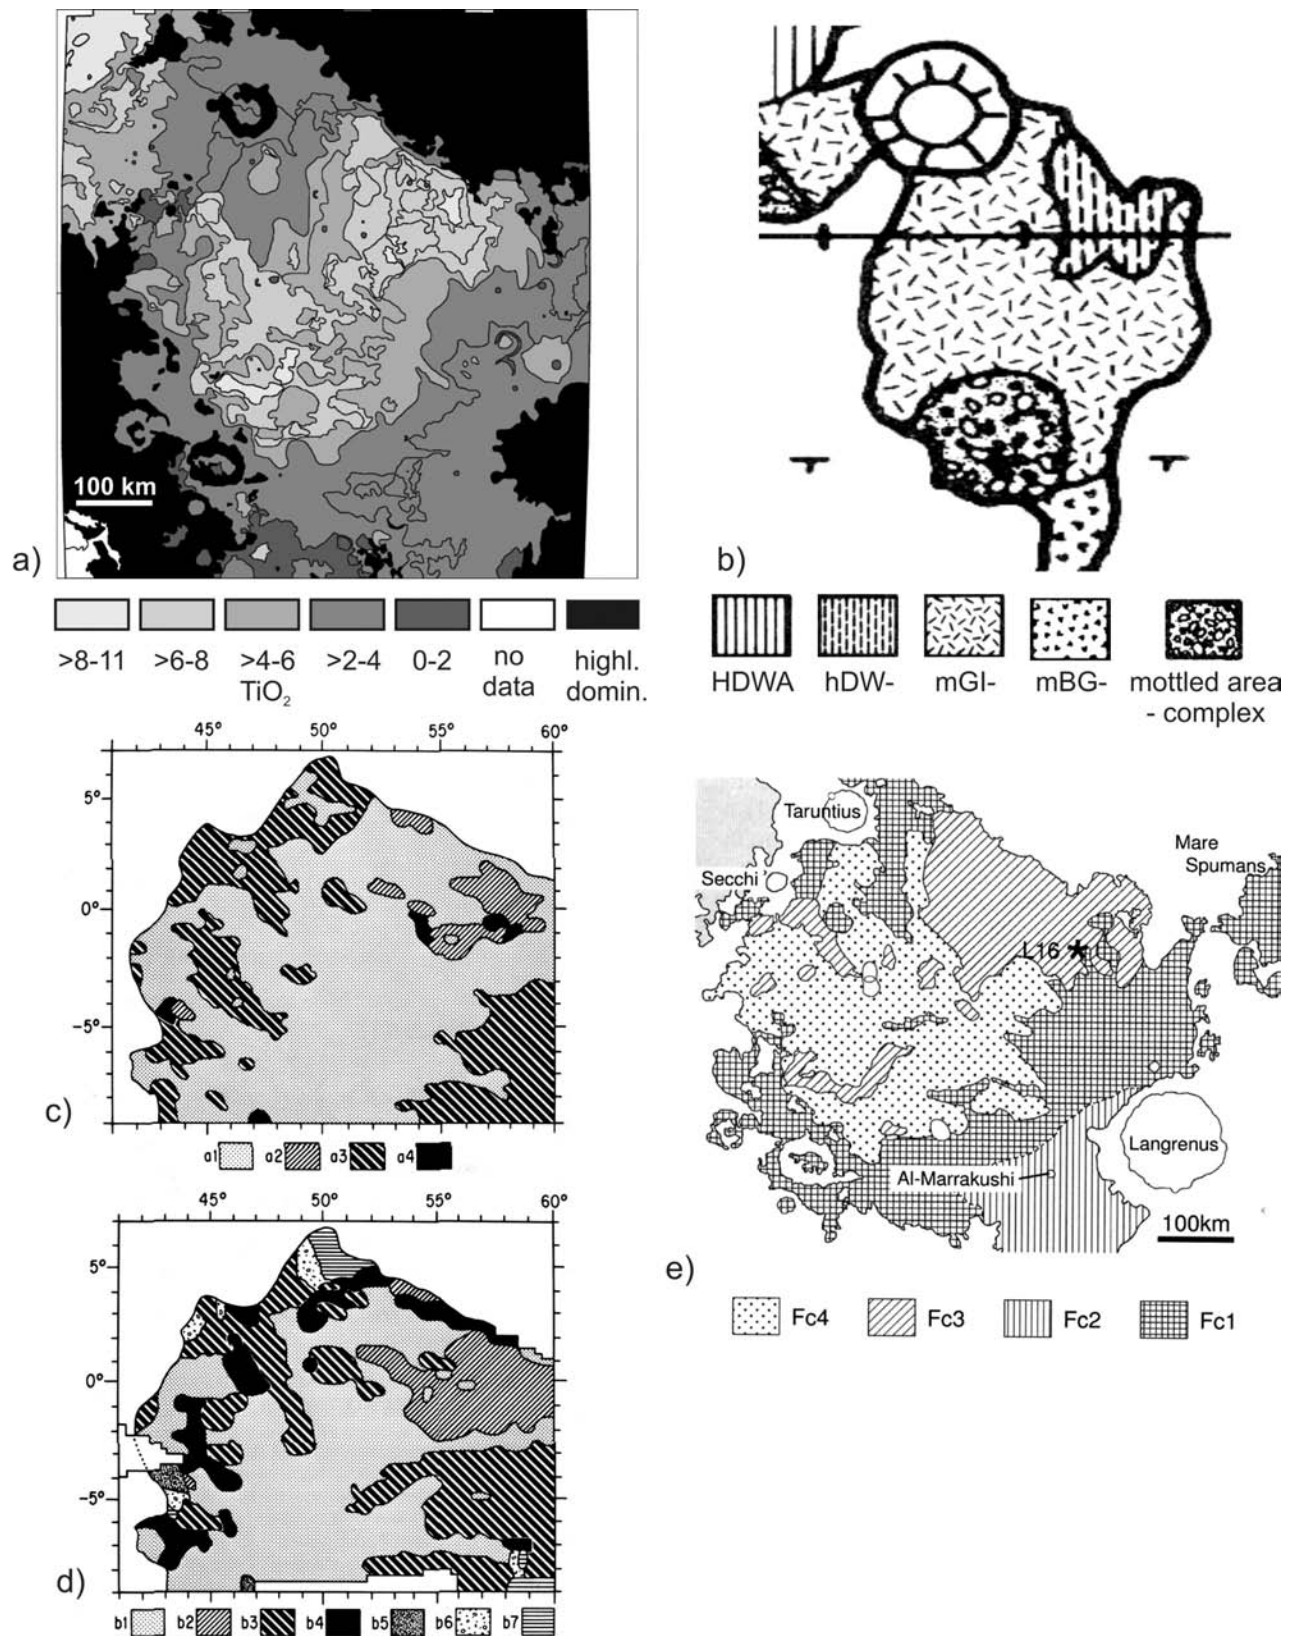 100 km
a)
>8-11 >6-8 >4-6 >2-4 0-2 no highl.
TiO2 data domin.
b)
HDWA hDW- mGI- mBG- mottled area
- complex
45° 50° 55° 60°
5°
0°
-5°
c)
a1 a2 a3 a4
45° 50° 55° 60°
5°
0°
-5°
d)
b1 b2 b3 b4 b5 b6 b7
Taruntius
Mare
Spumans
Secchi
L16
Langrenus
Al-Marrakushi
100km
e)
Fc4 Fc3 Fc2 Fc1